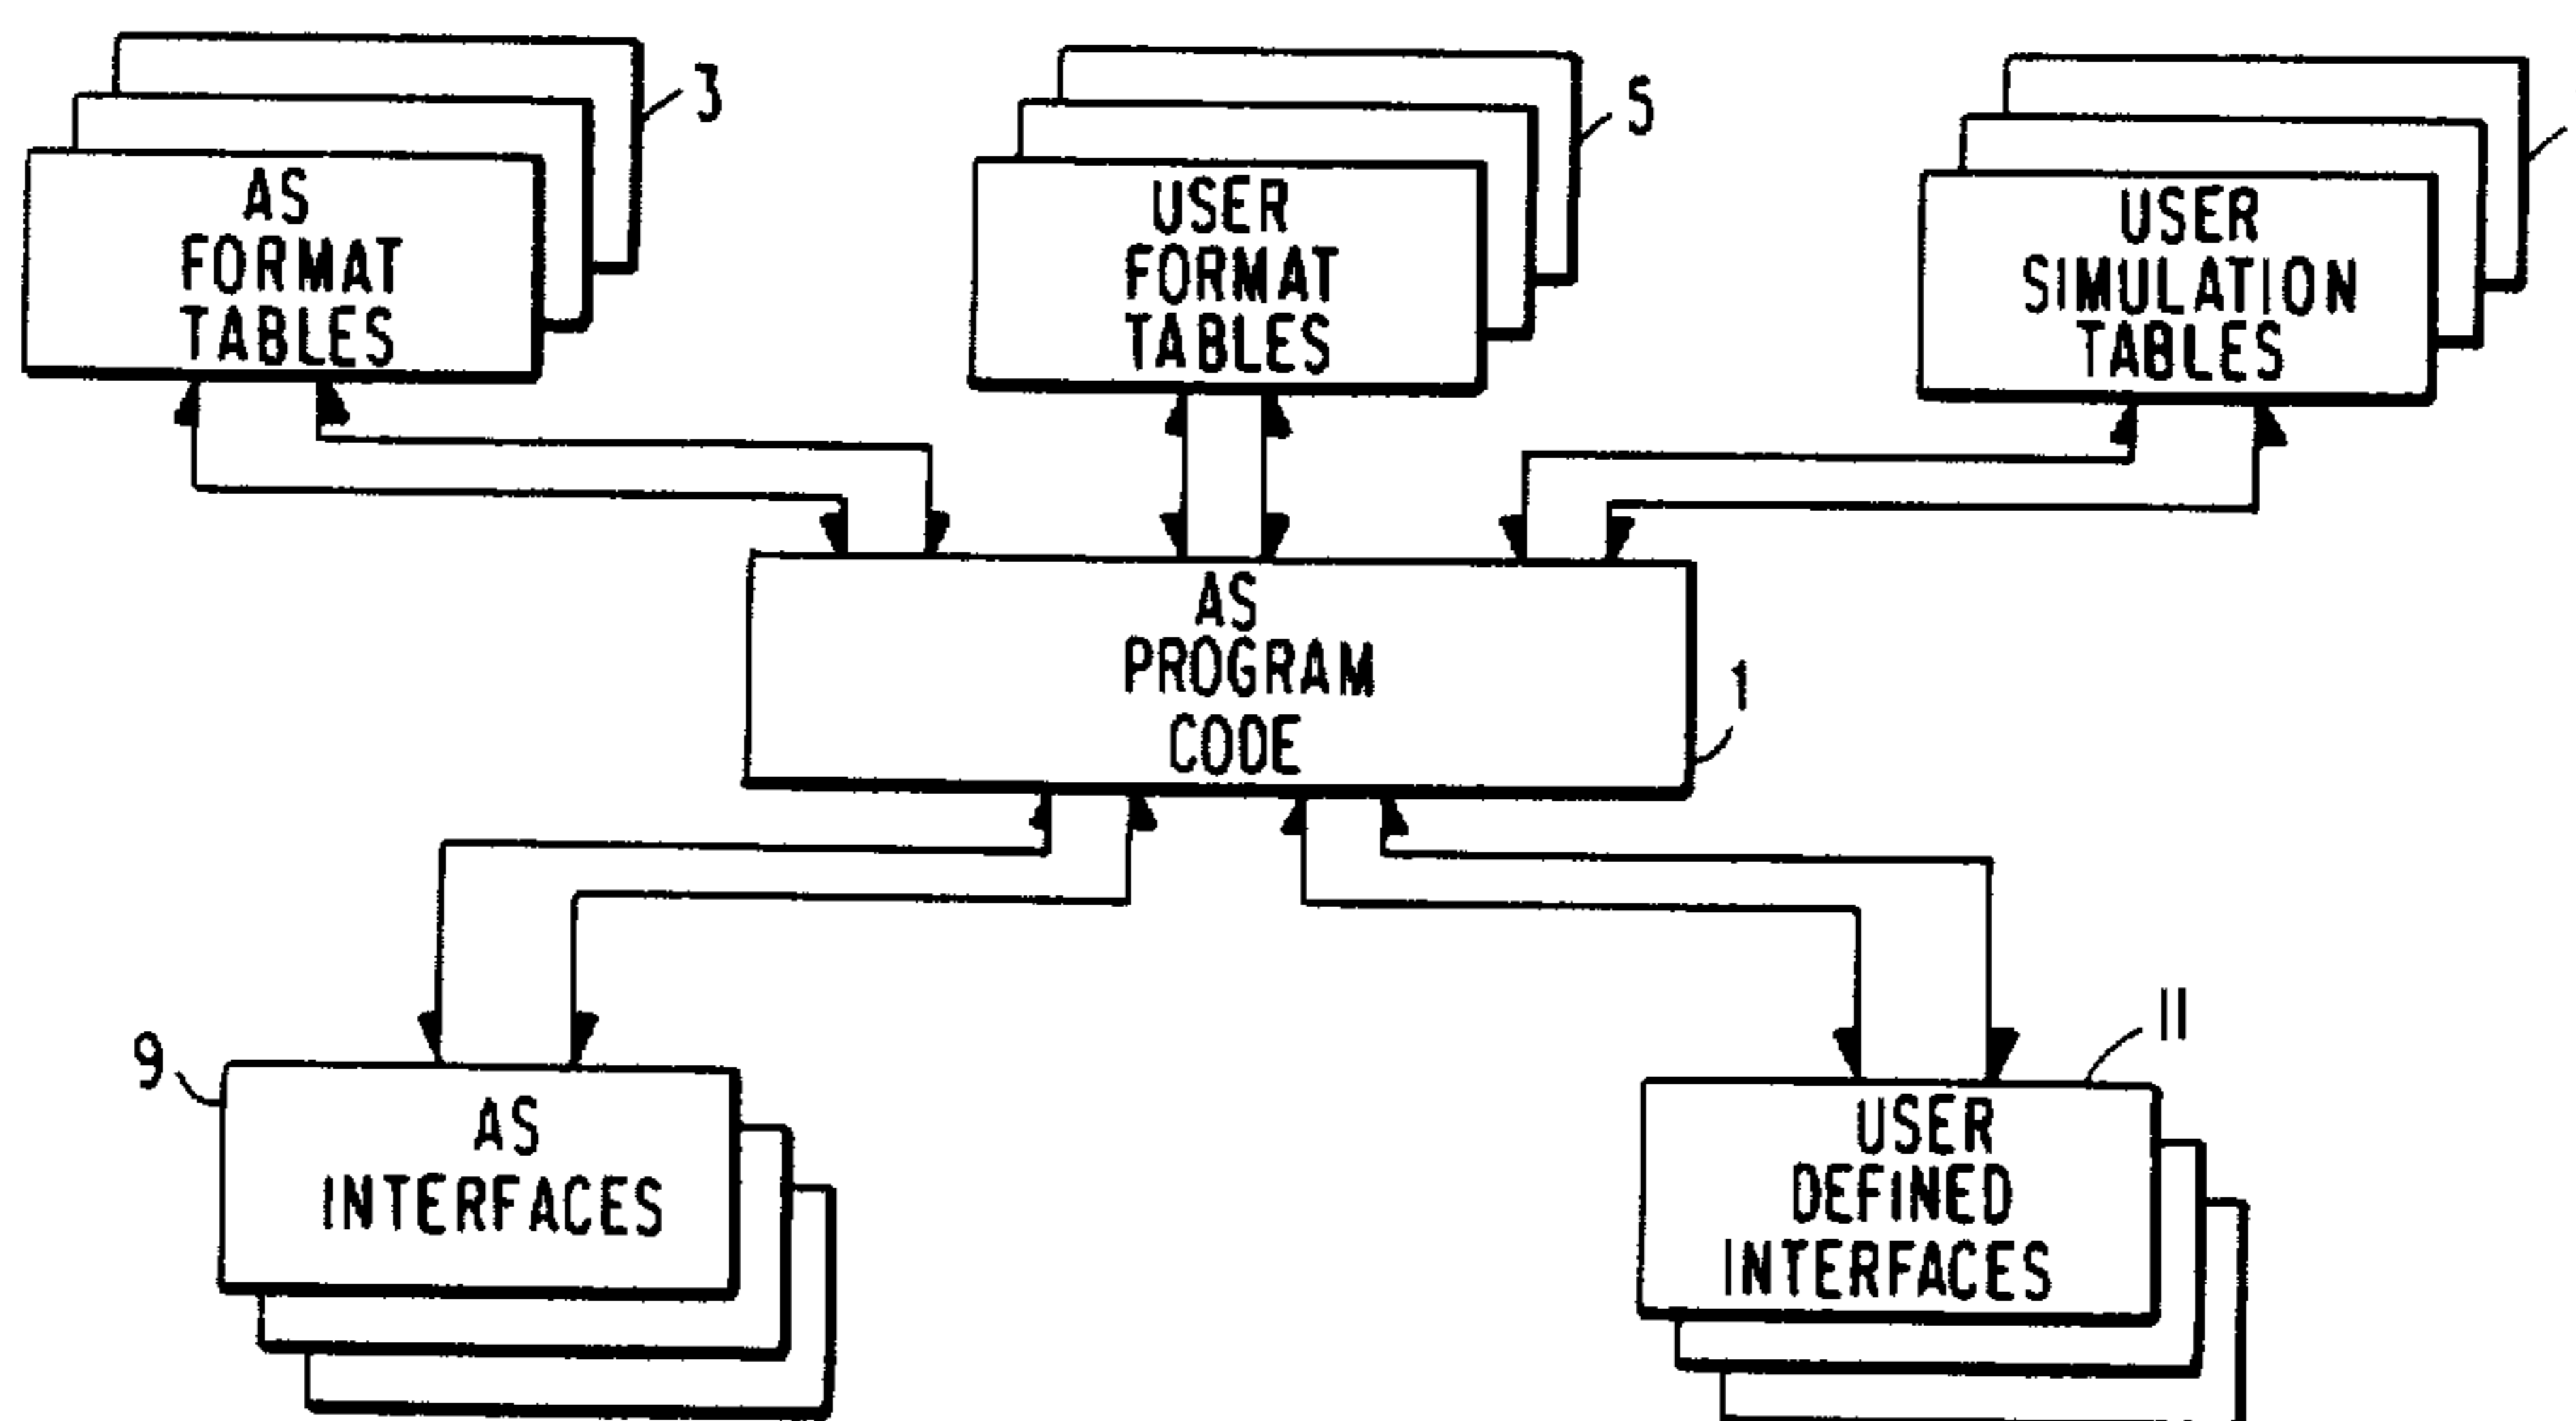 3
AS
FORMAT
TABLES
5
USER
FORMAT
TABLES
USER
SIMULATION
TABLES
AS
PROGRAM
CODE
1
9
AS
INTERFACES
11
USER
DEFINED
INTERFACES